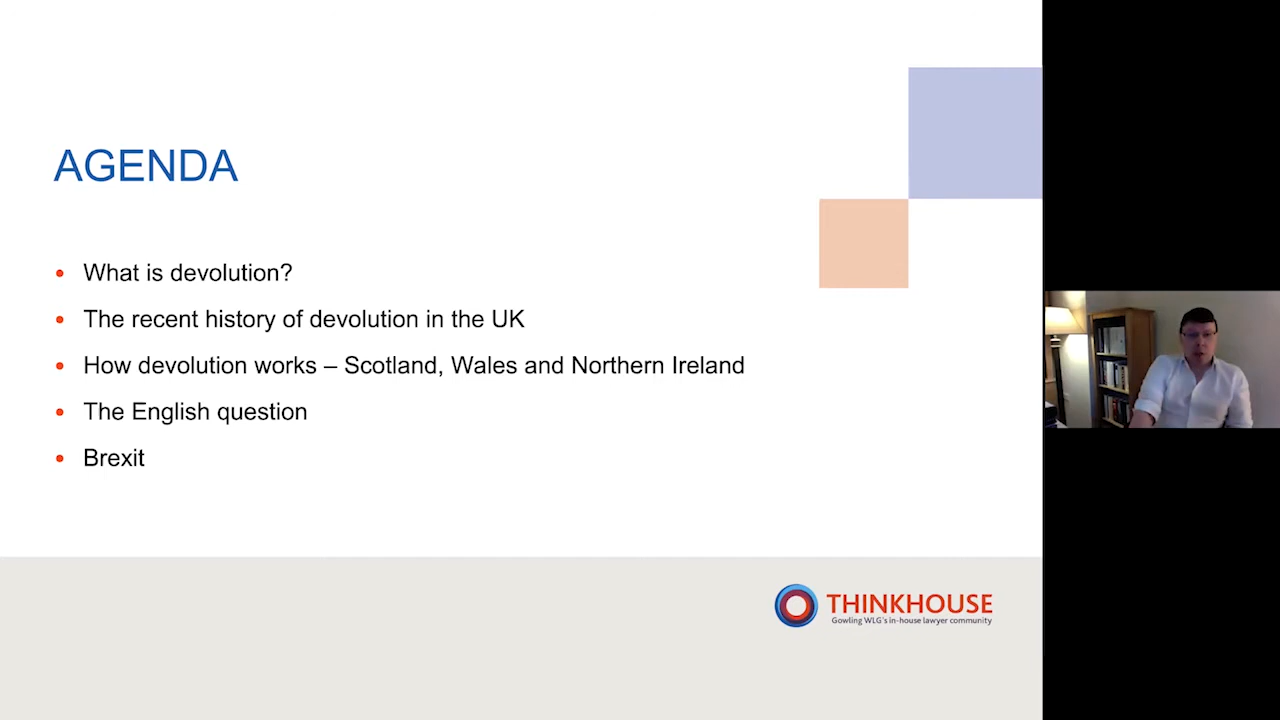 AGENDA
• What is devolution?
• The recent history of devolution in the UK
• How devolution works – Scotland, Wales and Northern Ireland
• The English question
• Brexit
THINKHOUSE
Gowling WLG's in-house lawyer community